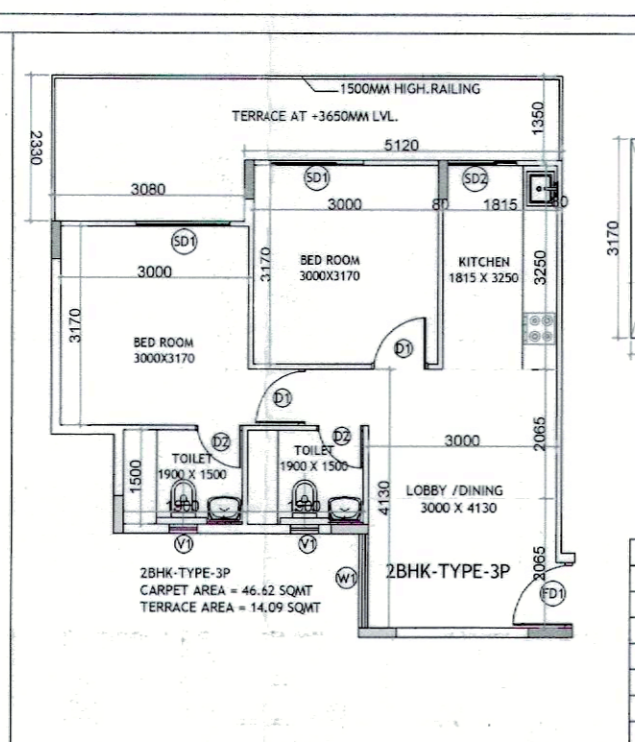 1500MM HIGH.RAILING
TERRACE AT +3650MM LVL.
2330
1350
5120
3080
SD1
SD2
3000
80
1815
80
SD1
3000
3170
3170
BED ROOM
3000X3170
KITCHEN
1815 X 3250
3250
3170
BED ROOM
3000X3170
D1
D1
D2
D2
3000
2065
TOILET
1900 X 1500
TOILET
1900 X 1500
1500
1900
1900
4130
LOBBY /DINING
3000 X 4130
V1
V1
W1
2BHK-TYPE-3P
2065
FD1
2BHK-TYPE-3P
CARPET AREA = 46.62 SQMT
TERRACE AREA = 14.09 SQMT